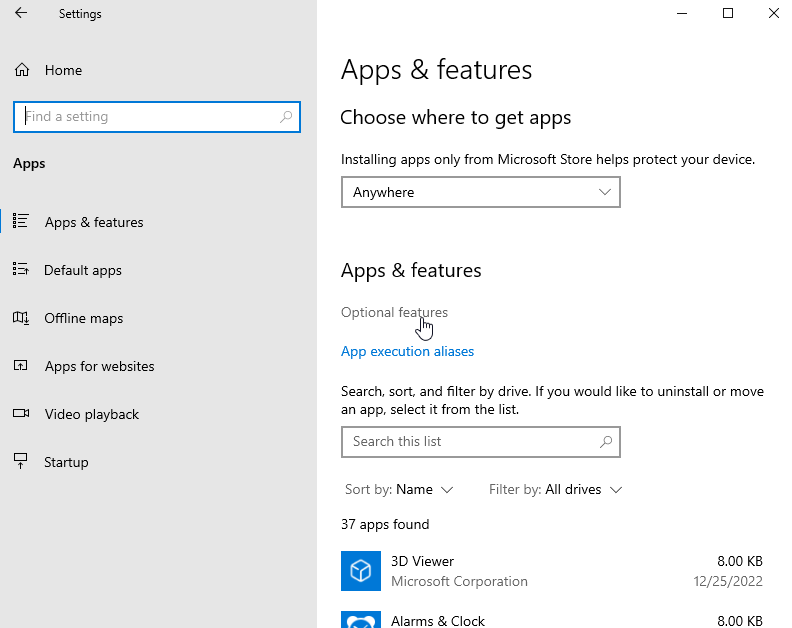 Settings
Home
Find a setting
Apps
Apps & features
Default apps
Offline maps
Apps for websites
Video playback
Startup
Apps & features
Choose where to get apps
Installing apps only from Microsoft Store helps protect your device.
Anywhere
Apps & features
Optional features
App execution aliases
Search, sort, and filter by drive. If you would like to uninstall or move
an app, select it from the list.
Search this list
Sort by: Name Filter by: All drives
37 apps found
3D Viewer 8.00 KB
Microsoft Corporation 12/25/2022
Alarms & Clock 8.00 KB